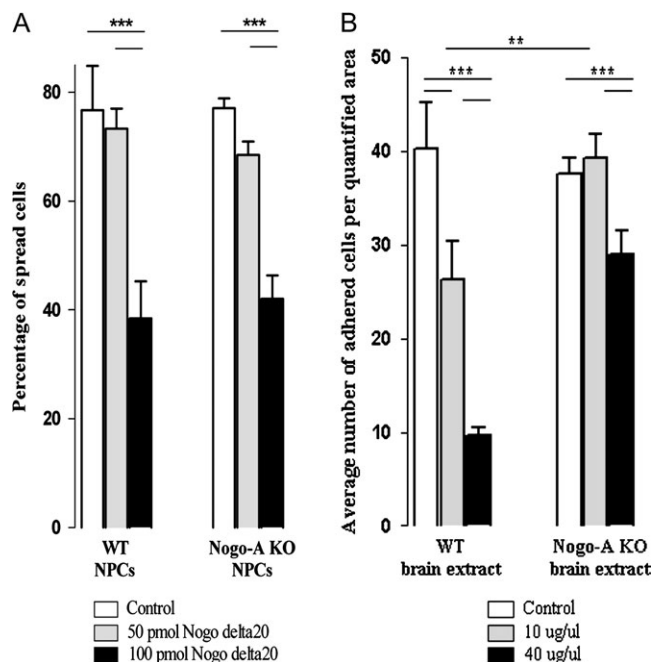 A
***
***
Percentage of spread cells
80
60
40
20
0
WT
NPCs
Nogo-A KO
NPCs
Control
50 pmol Nogo delta20
100 pmol Nogo delta20
B
**
***
***
Average number of adhered cells per quantified area
50
40
30
20
10
0
WT
brain extract
Nogo-A KO
brain extract
Control
10 ug/ul
40 ug/ul